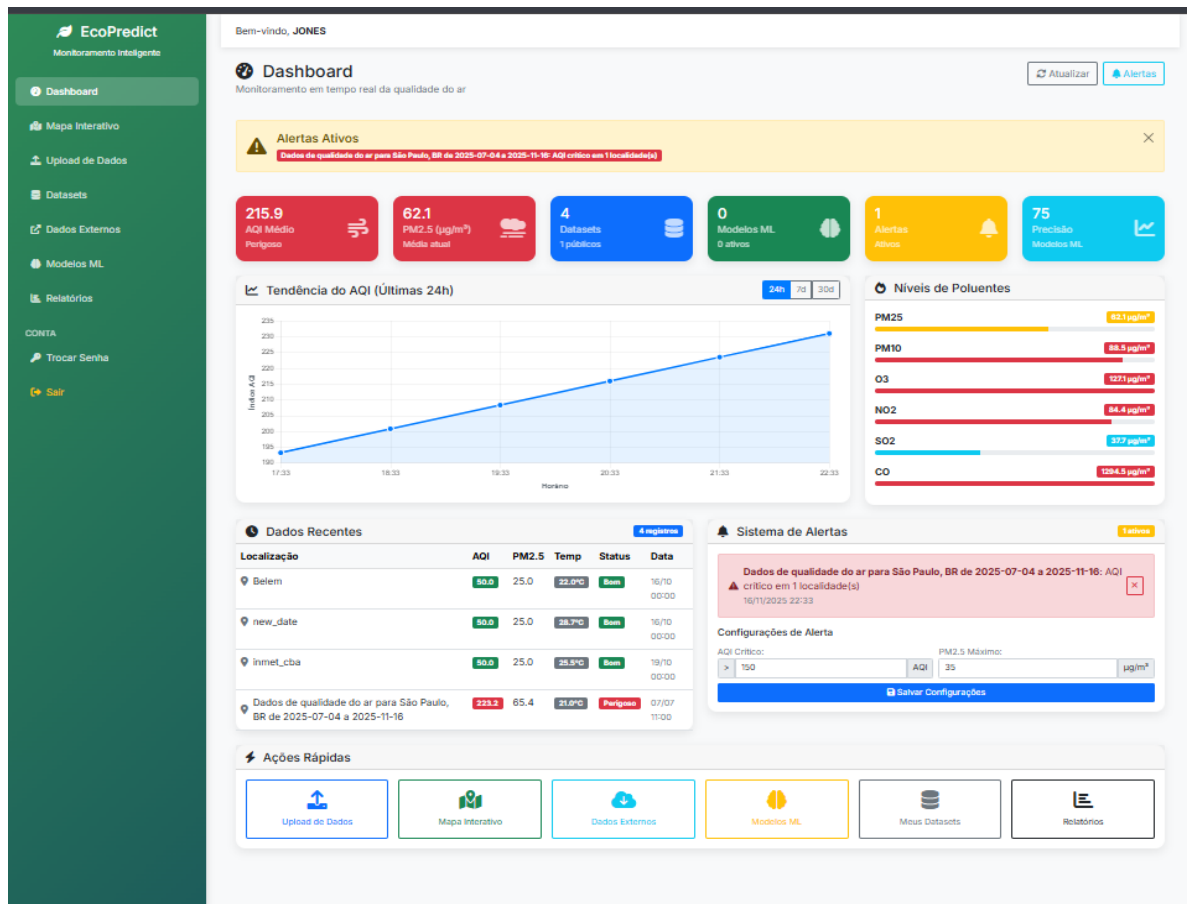 EcoPredict
Monitoramento Inteligente
Dashboard
Mapa Interativo
Upload de Dados
Datasets
Dados Externos
Modelos ML
Relatórios
CONTA
Trocar Senha
Sair
Bem-vindo, JONES
Dashboard
Monitoramento em tempo real da qualidade do ar
Atualizar
Alertas
Alertas Ativos
Dados de qualidade do ar para São Paulo, BR de 2025-07-04 a 2025-11-16: AQI crítico em 1 localidade(s)
215.9
AQI Médio
Perigoso
62.1
PM2.5 (µg/m³)
Média atual
4
Datasets
1 públicos
0
Modelos ML
0 ativos
1
Alertas
Ativos
75
Precisão
Modelos ML
Tendência do AQI (Últimas 24h)
24h 7d 30d
235
230
225
220
215
210
205
200
195
190
Índice AQI
17:33 18:33 19:33 20:33 21:33 22:33
Horário
Níveis de Poluentes
PM25 62.1 µg/m³
PM10 88.5 µg/m³
O3 127.1 µg/m³
NO2 84.4 µg/m³
SO2 37.7 µg/m³
CO 1294.5 µg/m³
Dados Recentes 4 registros
Localização AQI PM2.5 Temp Status Data
Belem 50.0 25.0 22.0°C Bom 16/10
00:00
new_date 50.0 25.0 28.7°C Bom 16/10
00:00
inmet_cba 50.0 25.0 25.5°C Bom 19/10
00:00
Dados de qualidade do ar para São Paulo, 223.2 65.4 21.0°C Perigoso 07/07
BR de 2025-07-04 a 2025-11-16 11:00
Sistema de Alertas 1 ativos
Dados de qualidade do ar para São Paulo, BR de 2025-07-04 a 2025-11-16: AQI
crítico em 1 localidade(s)
16/11/2025 22:33
Configurações de Alerta
AQI Crítico: PM2.5 Máximo:
> 150 AQI 35 µg/m³
Salvar Configurações
Ações Rápidas
Upload de Dados
Mapa Interativo
Dados Externos
Modelos ML
Meus Datasets
Relatórios